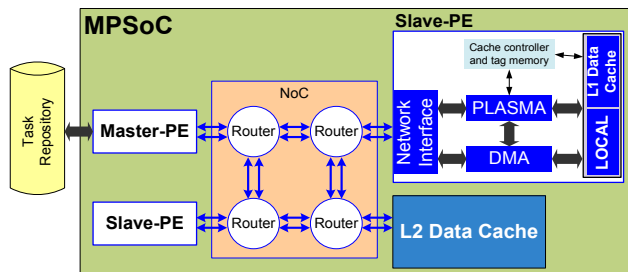 MPSoC
Slave-PE
Cache controller
and tag memory
L1 Data
Cache
Task
Repository
NoC
Master-PE
Router
Router
Network
Interface
PLASMA
DMA
LOCAL
Slave-PE
Router
Router
L2 Data Cache